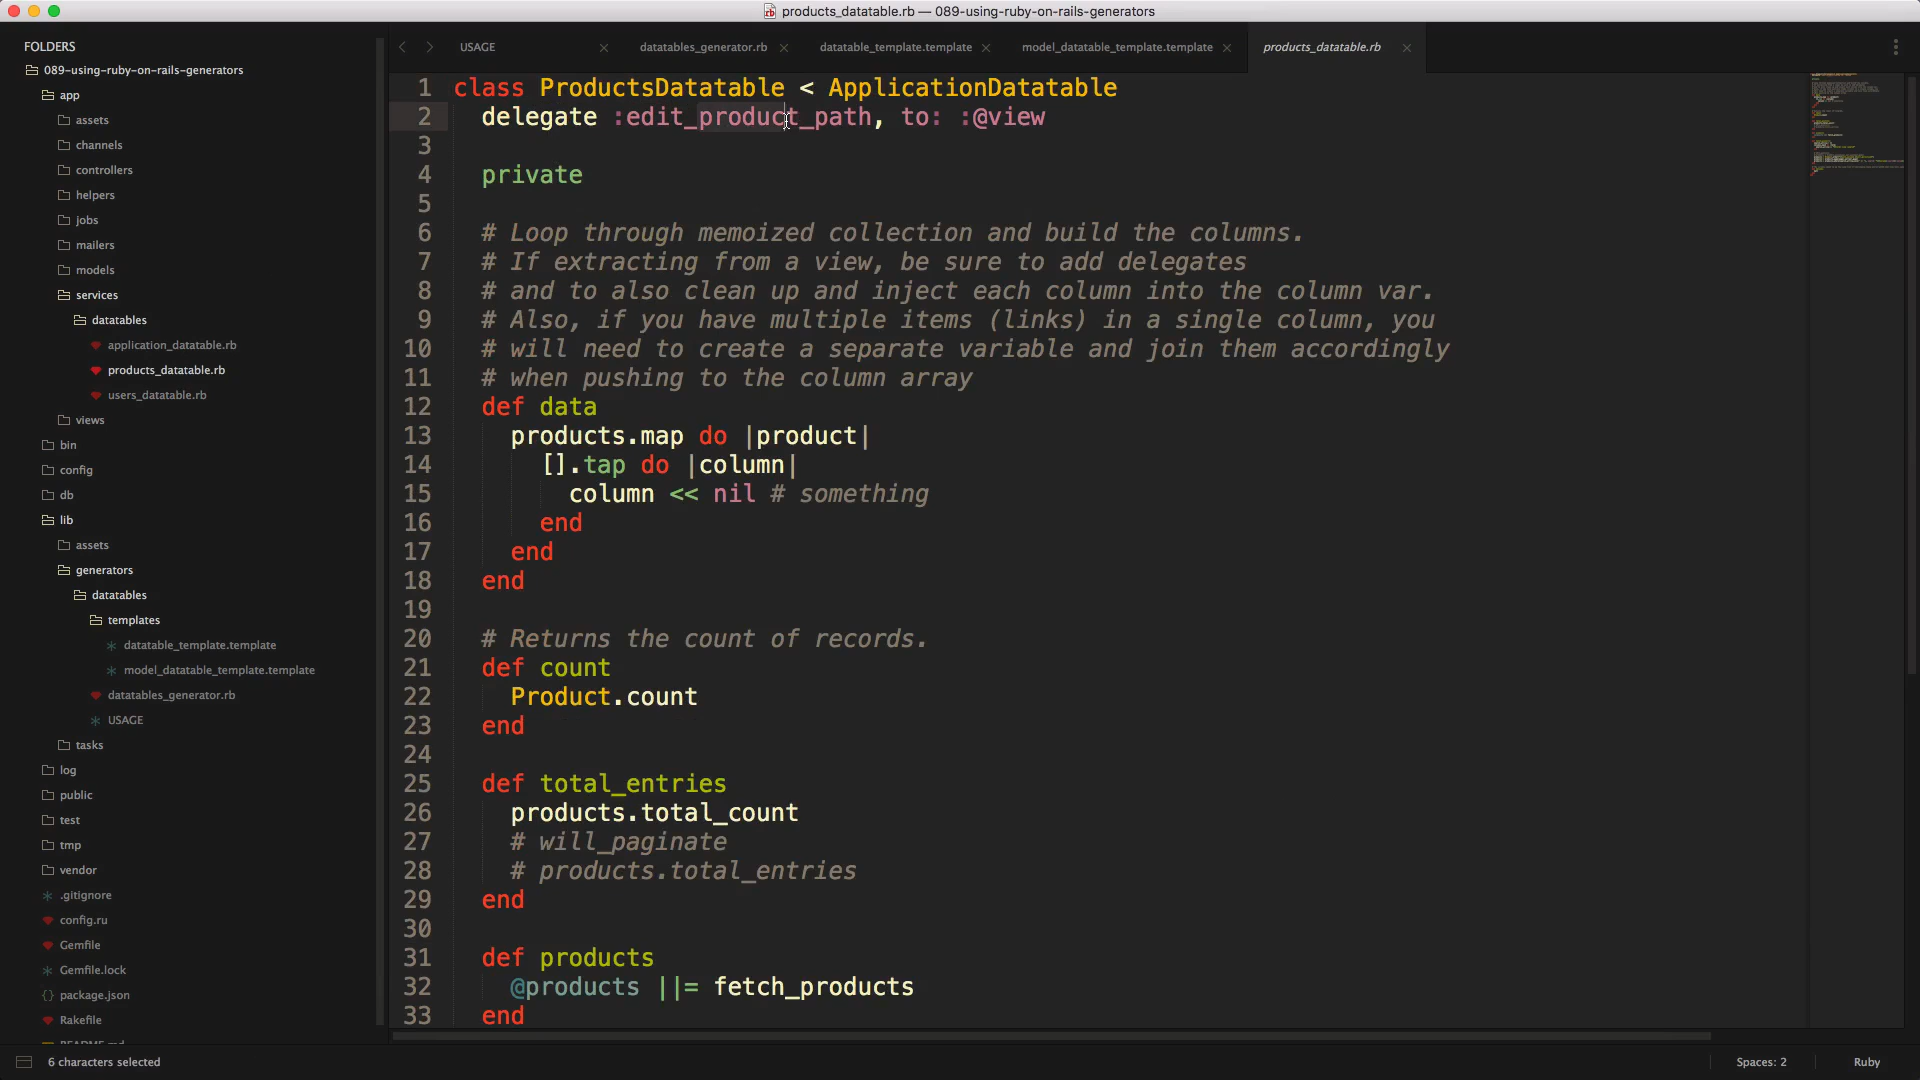 products_datatable.rb — 089-using-ruby-on-rails-generators
FOLDERS
089-using-ruby-on-rails-generators
app
assets
channels
controllers
helpers
jobs
mailers
models
services
datatables
application_datatable.rb
products_datatable.rb
users_datatable.rb
views
bin
config
db
lib
assets
generators
datatables
templates
datatable_template.template
model_datatable_template.template
datatables_generator.rb
USAGE
tasks
log
public
test
tmp
vendor
.gitignore
config.ru
Gemfile
Gemfile.lock
package.json
Rakefile
USAGE datatables_generator.rb datatable_template.template model_datatable_template.template products_datatable.rb
1 class ProductsDatatable < ApplicationDatatable
2 delegate :edit_product_path, to: :@view
3
4 private
5
6 # Loop through memoized collection and build the columns.
7 # If extracting from a view, be sure to add delegates
8 # and to also clean up and inject each column into the column var.
9 # Also, if you have multiple items (links) in a single column, you
10 # will need to create a separate variable and join them accordingly
11 # when pushing to the column array
12 def data
13 products.map do |product|
14 [].tap do |column|
15 column << nil # something
16 end
17 end
18 end
19
20 # Returns the count of records.
21 def count
22 Product.count
23 end
24
25 def total_entries
26 products.total_count
27 # will_paginate
28 # products.total_entries
29 end
30
31 def products
32 @products ||= fetch_products
33 end
6 characters selected
Spaces: 2 Ruby